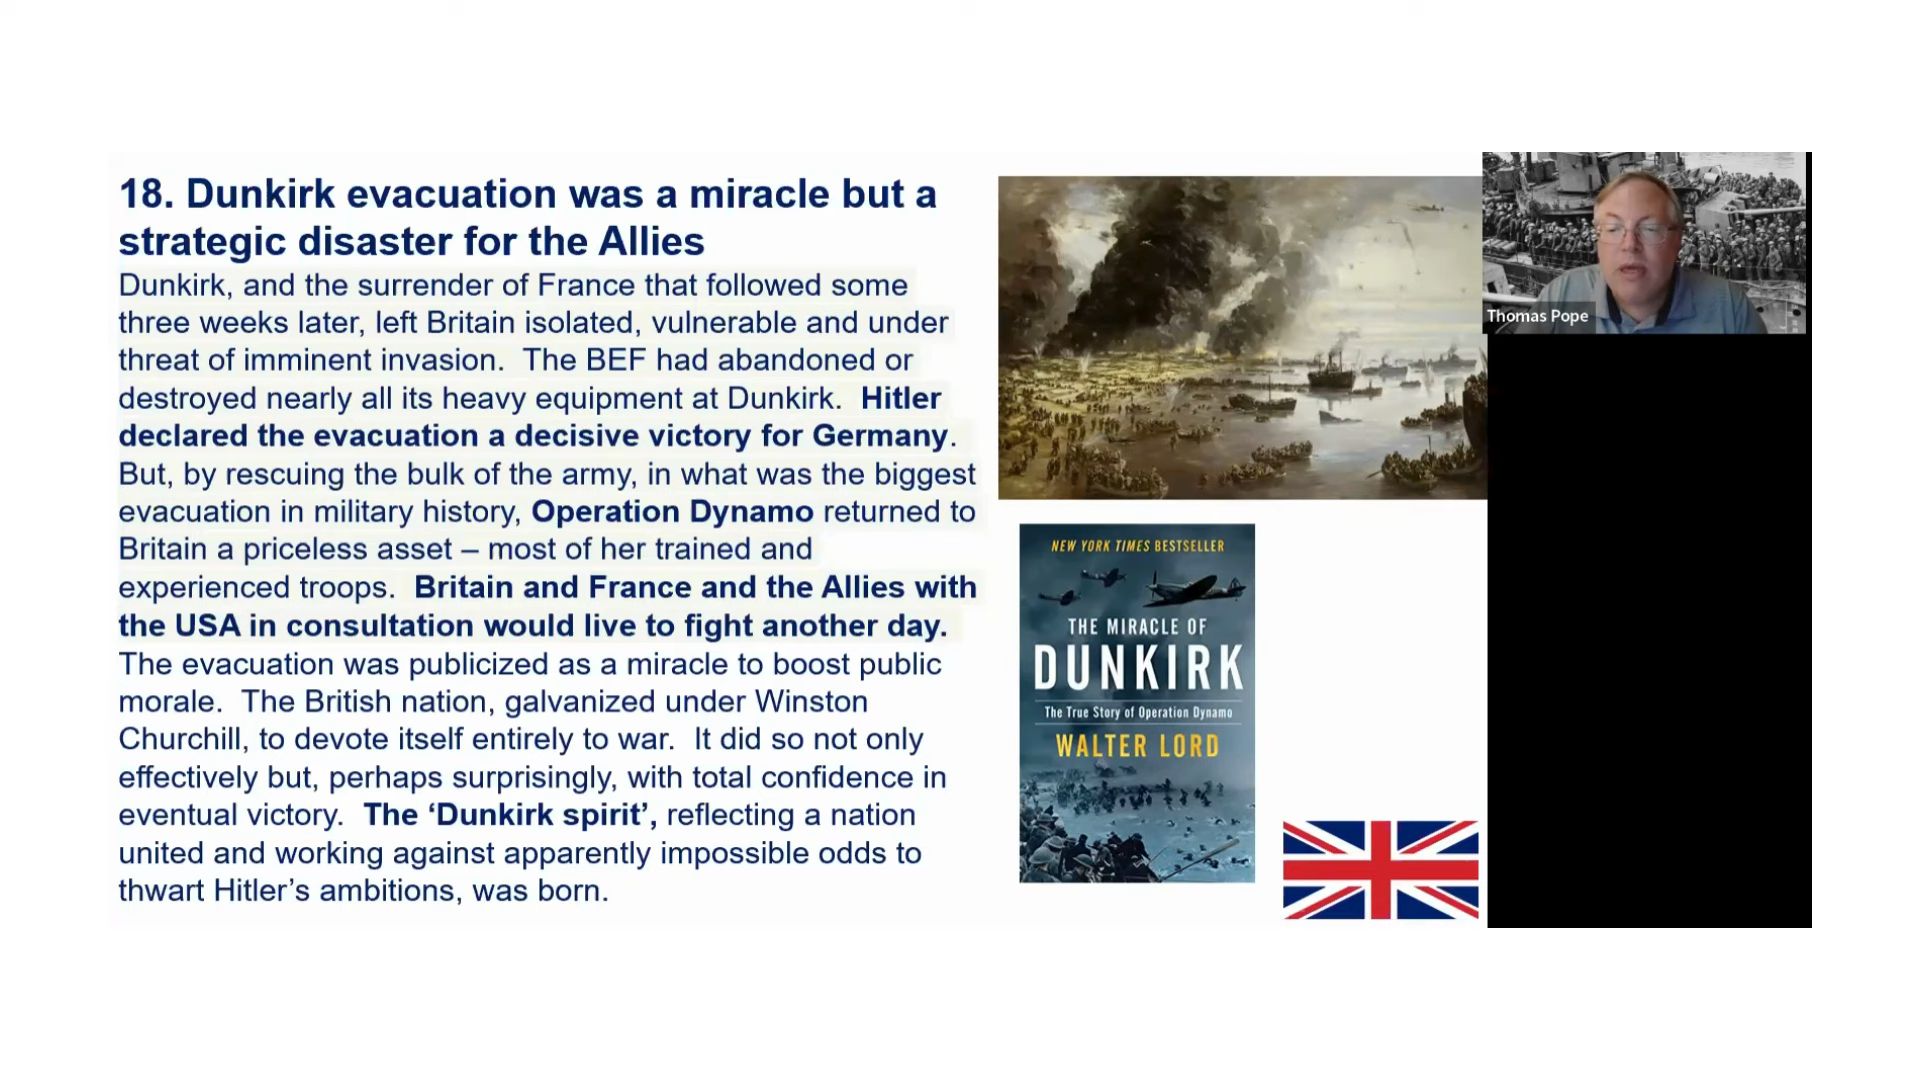 18. Dunkirk evacuation was a miracle but a
strategic disaster for the Allies
Dunkirk, and the surrender of France that followed some
three weeks later, left Britain isolated, vulnerable and under
threat of imminent invasion.  The BEF had abandoned or
destroyed nearly all its heavy equipment at Dunkirk.  Hitler
declared the evacuation a decisive victory for Germany.
But, by rescuing the bulk of the army, in what was the biggest
evacuation in military history, Operation Dynamo returned to
Britain a priceless asset – most of her trained and
experienced troops.  Britain and France and the Allies with
the USA in consultation would live to fight another day.
The evacuation was publicized as a miracle to boost public
morale.  The British nation, galvanized under Winston
Churchill, to devote itself entirely to war.  It did so not only
effectively but, perhaps surprisingly, with total confidence in
eventual victory.  The ‘Dunkirk spirit’, reflecting a nation
united and working against apparently impossible odds to
thwart Hitler’s ambitions, was born.
NEW YORK TIMES BESTSELLER
THE MIRACLE OF
DUNKIRK
The True Story of Operation Dynamo
WALTER LORD
Thomas Pope